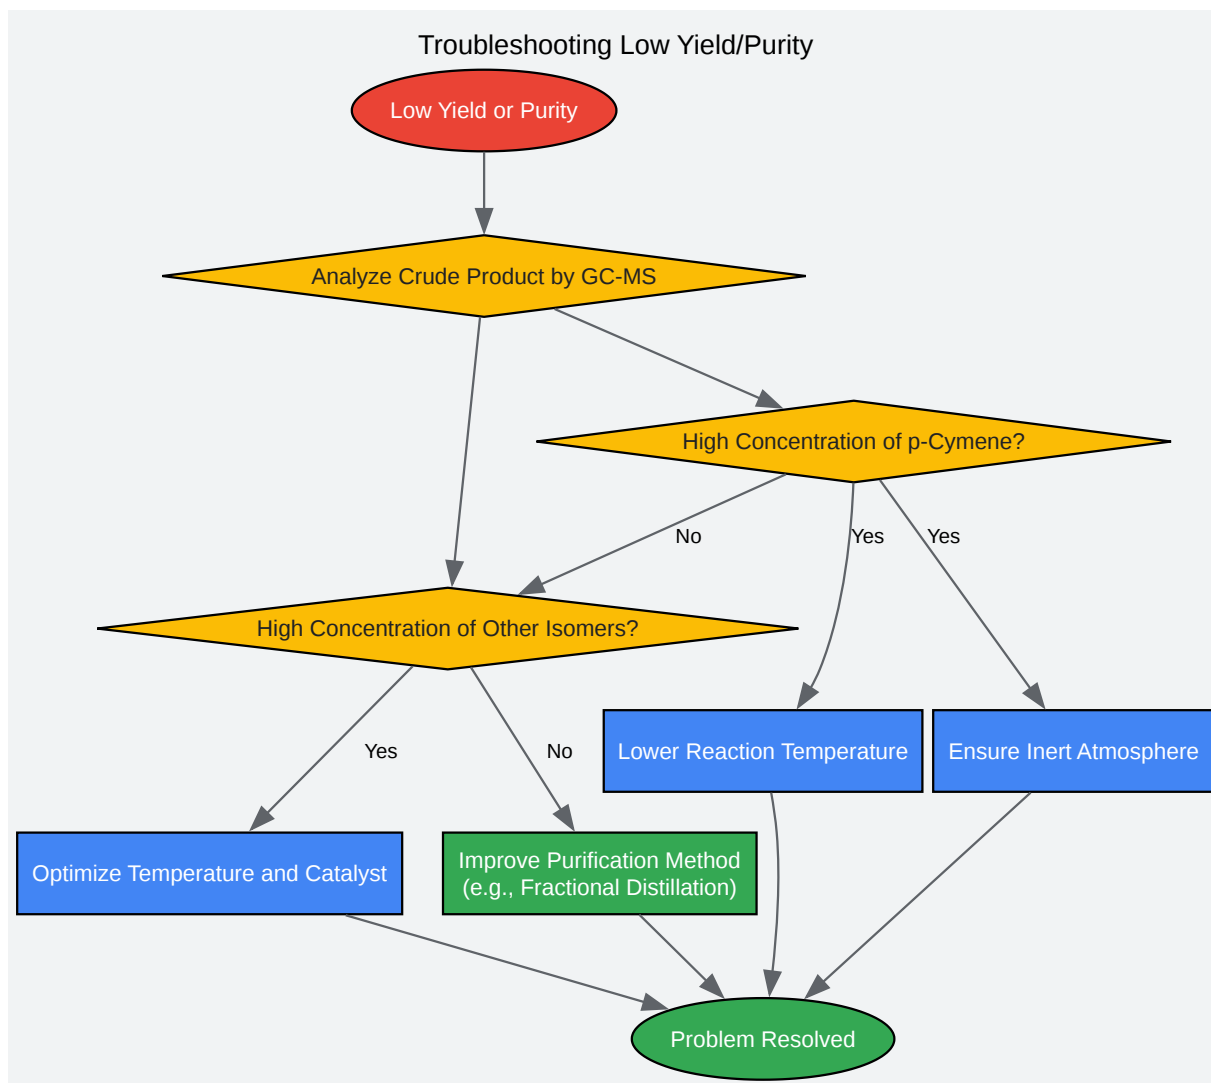 Troubleshooting Low Yield/Purity
Low Yield or Purity
Analyze Crude Product by GC-MS
High Concentration of p-Cymene?
No
Yes
Yes
High Concentration of Other Isomers?
Yes
No
Lower Reaction Temperature
Ensure Inert Atmosphere
Optimize Temperature and Catalyst
Improve Purification Method
(e.g., Fractional Distillation)
Problem Resolved